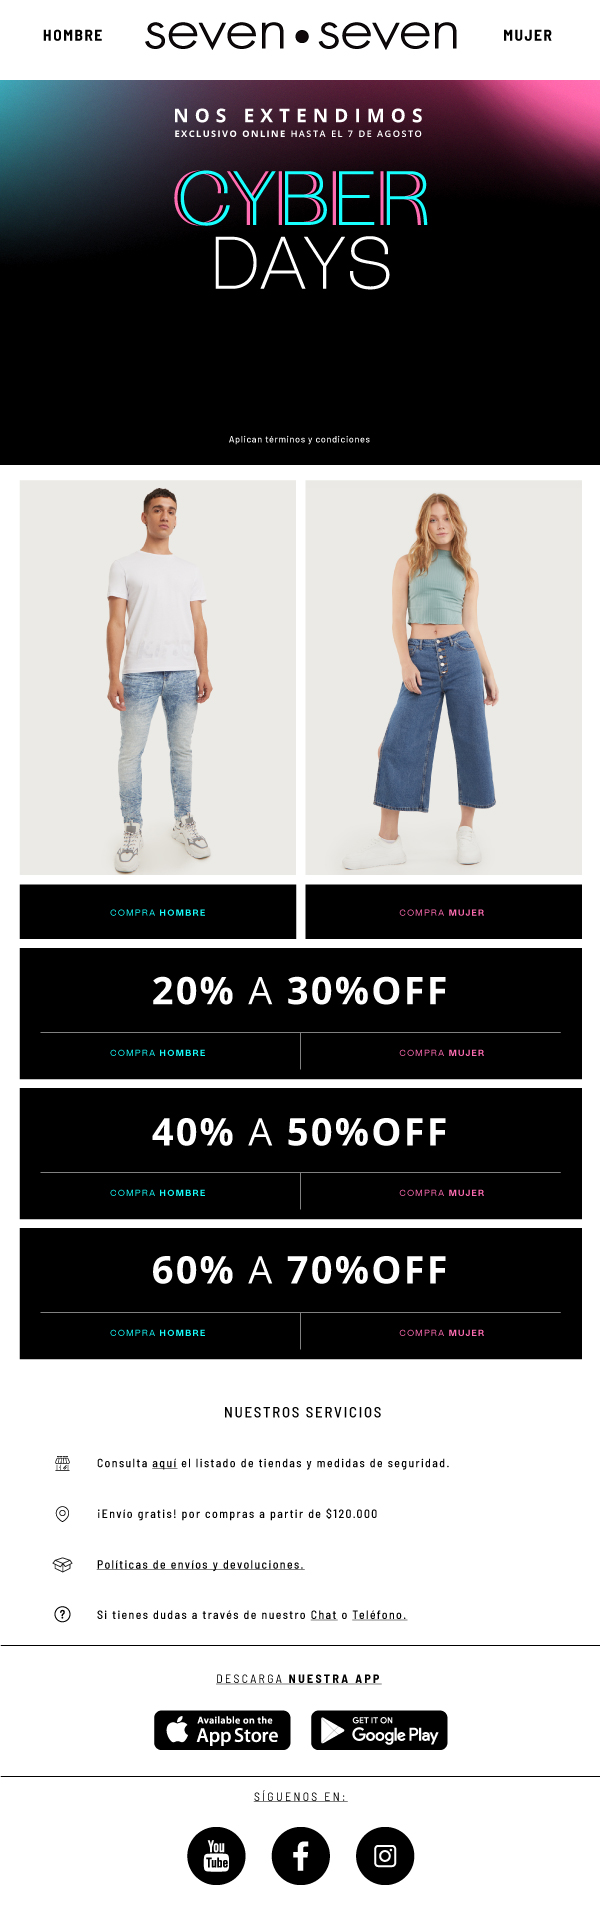 HOMBRE
seven•seven
MUJER
NOS EXTENDIMOS
EXCLUSIVO ONLINE HASTA EL 7 DE AGOSTO
CYBER
DAYS
Aplican términos y condiciones
COMPRA HOMBRE
COMPRA MUJER
20% A 30%OFF
COMPRA HOMBRE
COMPRA MUJER
40% A 50%OFF
COMPRA HOMBRE
COMPRA MUJER
60% A 70%OFF
COMPRA HOMBRE
COMPRA MUJER
NUESTROS SERVICIOS
Consulta aquí el listado de tiendas y medidas de seguridad.
¡Envío gratis! por compras a partir de $120.000
Políticas de envíos y devoluciones.
Si tienes dudas a través de nuestro Chat o Teléfono.
DESCARGA NUESTRA APP
Available on the
App Store
GET IT ON
Google Play
SÍGUENOS EN:
You
Tube